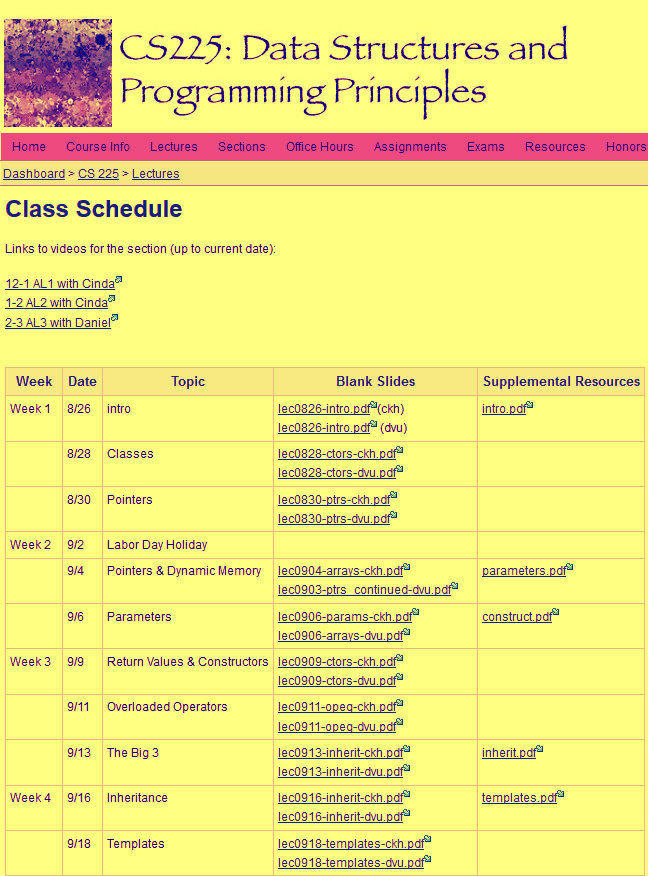 CS225: Data Structures and
Programming Principles
Home Course Info Lectures Sections Office Hours Assignments Exams Resources Honors
Dashboard > CS 225 > Lectures
Class Schedule
Links to videos for the section (up to current date):
12-1 AL1 with Cinda
1-2 AL2 with Cinda
2-3 AL3 with Daniel
Week Date Topic Blank Slides Supplemental Resources
Week 1 8/26 intro lec0826-intro.pdf (ckh) intro.pdf
lec0826-intro.pdf (dvu)
8/28 Classes lec0828-ctors-ckh.pdf
lec0828-ctors-dvu.pdf
8/30 Pointers lec0830-ptrs-ckh.pdf
lec0830-ptrs-dvu.pdf
Week 2 9/2 Labor Day Holiday
9/4 Pointers & Dynamic Memory lec0904-arrays-ckh.pdf parameters.pdf
lec0903-ptrs_continued-dvu.pdf
9/6 Parameters lec0906-params-ckh.pdf construct.pdf
lec0906-arrays-dvu.pdf
Week 3 9/9 Return Values & Constructors lec0909-ctors-ckh.pdf
lec0909-ctors-dvu.pdf
9/11 Overloaded Operators lec0911-opeq-ckh.pdf
lec0911-opeq-dvu.pdf
9/13 The Big 3 lec0913-inherit-ckh.pdf inherit.pdf
lec0913-inherit-dvu.pdf
Week 4 9/16 Inheritance lec0916-inherit-ckh.pdf templates.pdf
lec0916-inherit-dvu.pdf
9/18 Templates lec0918-templates-ckh.pdf
lec0918-templates-dvu.pdf